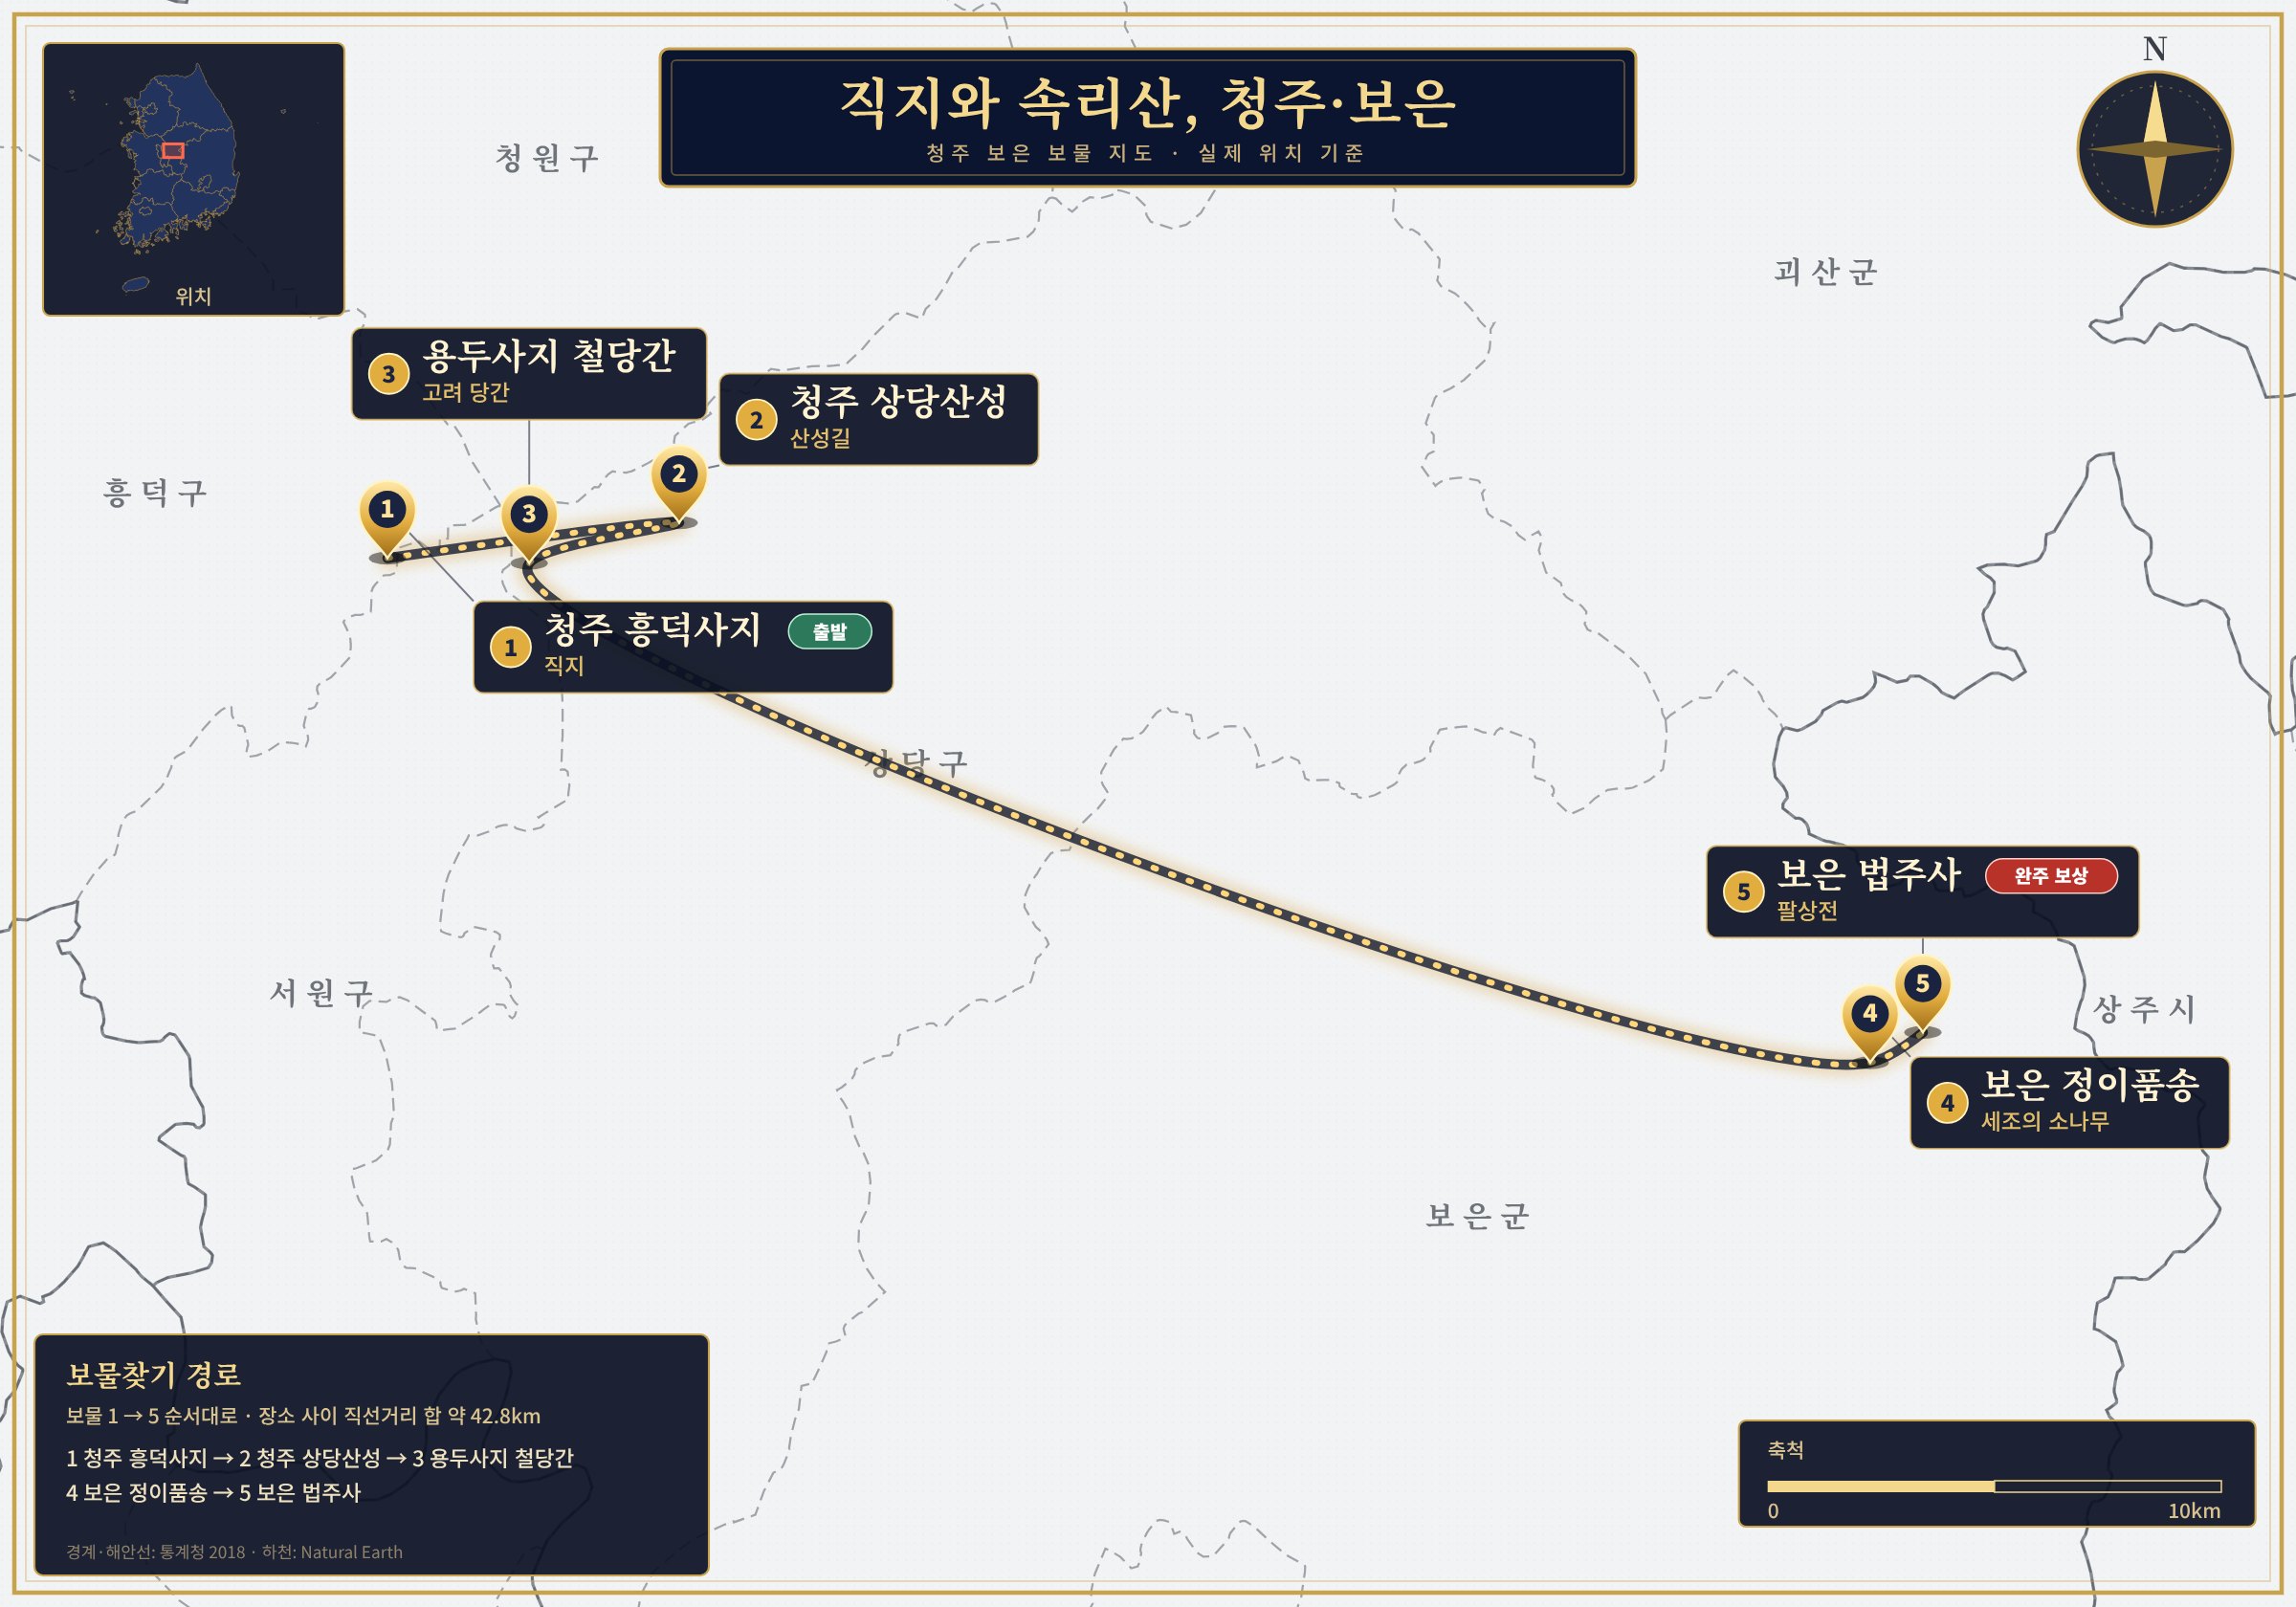 직지와 속리산, 청주·보은
청주 보은 보물 지도 · 실제 위치 기준
N
위치
청원구
괴산군
3 용두사지 철당간
고려 당간
2 청주 상당산성
산성길
흥덕구
1
3
2
1 청주 흥덕사지 출발
직지
상당구
5 보은 법주사 완주 보상
팔상전
서원구
4
5
상주시
4 보은 정이품송
세조의 소나무
보은군
보물찾기 경로
보물 1 → 5 순서대로 · 장소 사이 직선거리 합 약 42.8km
1 청주 흥덕사지 → 2 청주 상당산성 → 3 용두사지 철당간
4 보은 정이품송 → 5 보은 법주사
경계·해안선: 통계청 2018 · 하천: Natural Earth
축척
0 10km